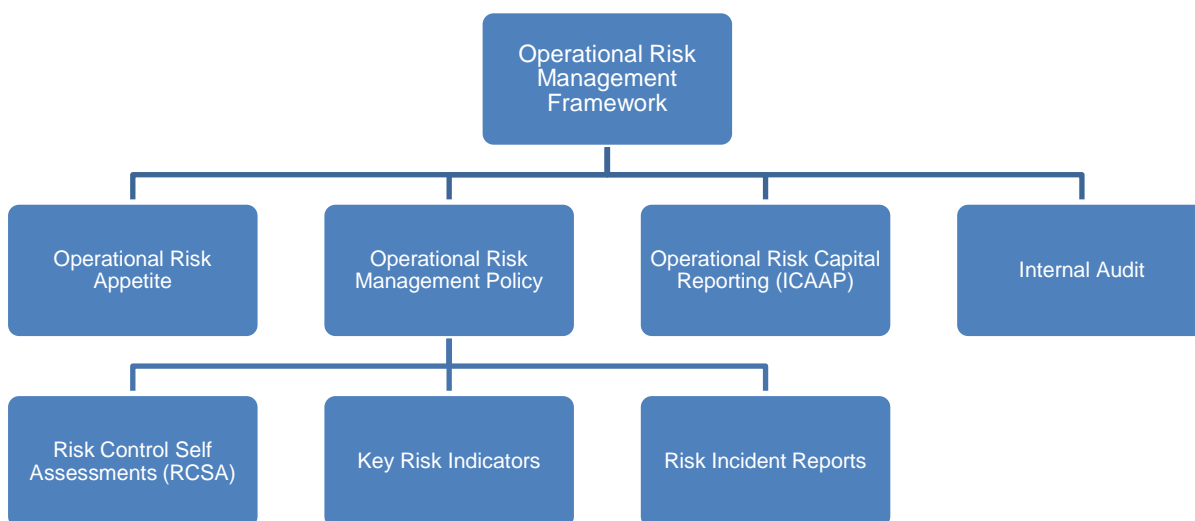 Operational Risk
Management
Framework
Operational Risk
Appetite
Operational Risk
Management Policy
Operational Risk Capital
Reporting (ICAAP)
Internal Audit
Risk Control Self
Assessments (RCSA)
Key Risk Indicators
Risk Incident Reports